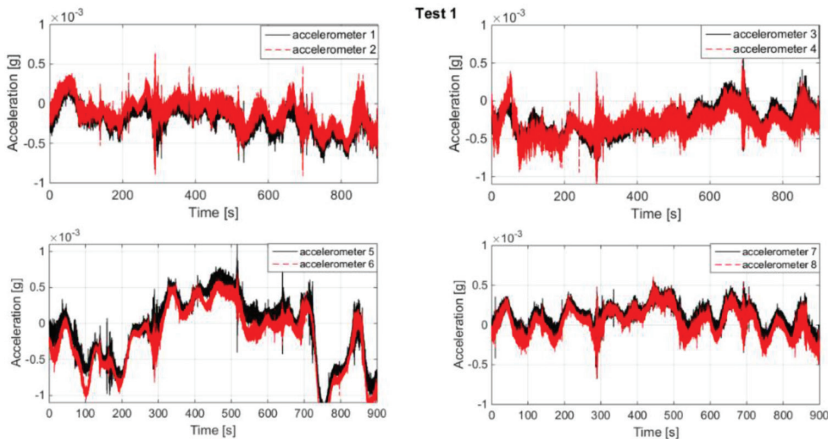 Test 1
×10⁻³
1
0.5
0
-0.5
-1
Acceleration [g]
0 200 400 600 800
Time [s]
accelerometer 1
accelerometer 2
×10⁻³
1
0.5
0
-0.5
-1
Acceleration [g]
0 200 400 600 800
Time [s]
accelerometer 3
accelerometer 4
×10⁻³
1
0.5
0
-0.5
-1
Acceleration [g]
0 100 200 300 400 500 600 700 800 900
Time [s]
accelerometer 5
accelerometer 6
×10⁻³
1
0.5
0
-0.5
-1
Acceleration [g]
0 100 200 300 400 500 600 700 800 900
Time [s]
accelerometer 7
accelerometer 8